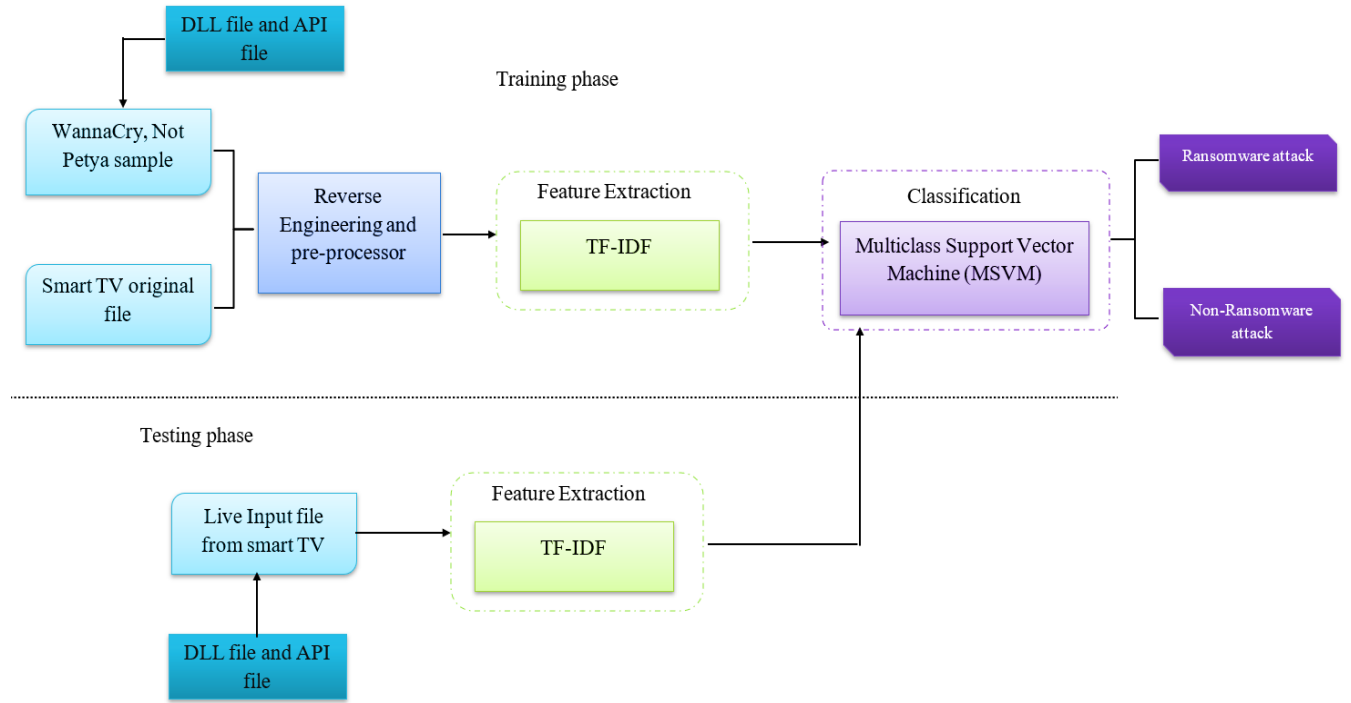 DLL file and API
file
Training phase
WannaCry, Not
Petya sample
Smart TV original
file
Reverse
Engineering and
pre-processor
Feature Extraction
TF-IDF
Classification
Multiclass Support Vector
Machine (MSVM)
Ransomware attack
Non-Ransomware
attack
Testing phase
Live Input file
from smart TV
DLL file and API
file
Feature Extraction
TF-IDF